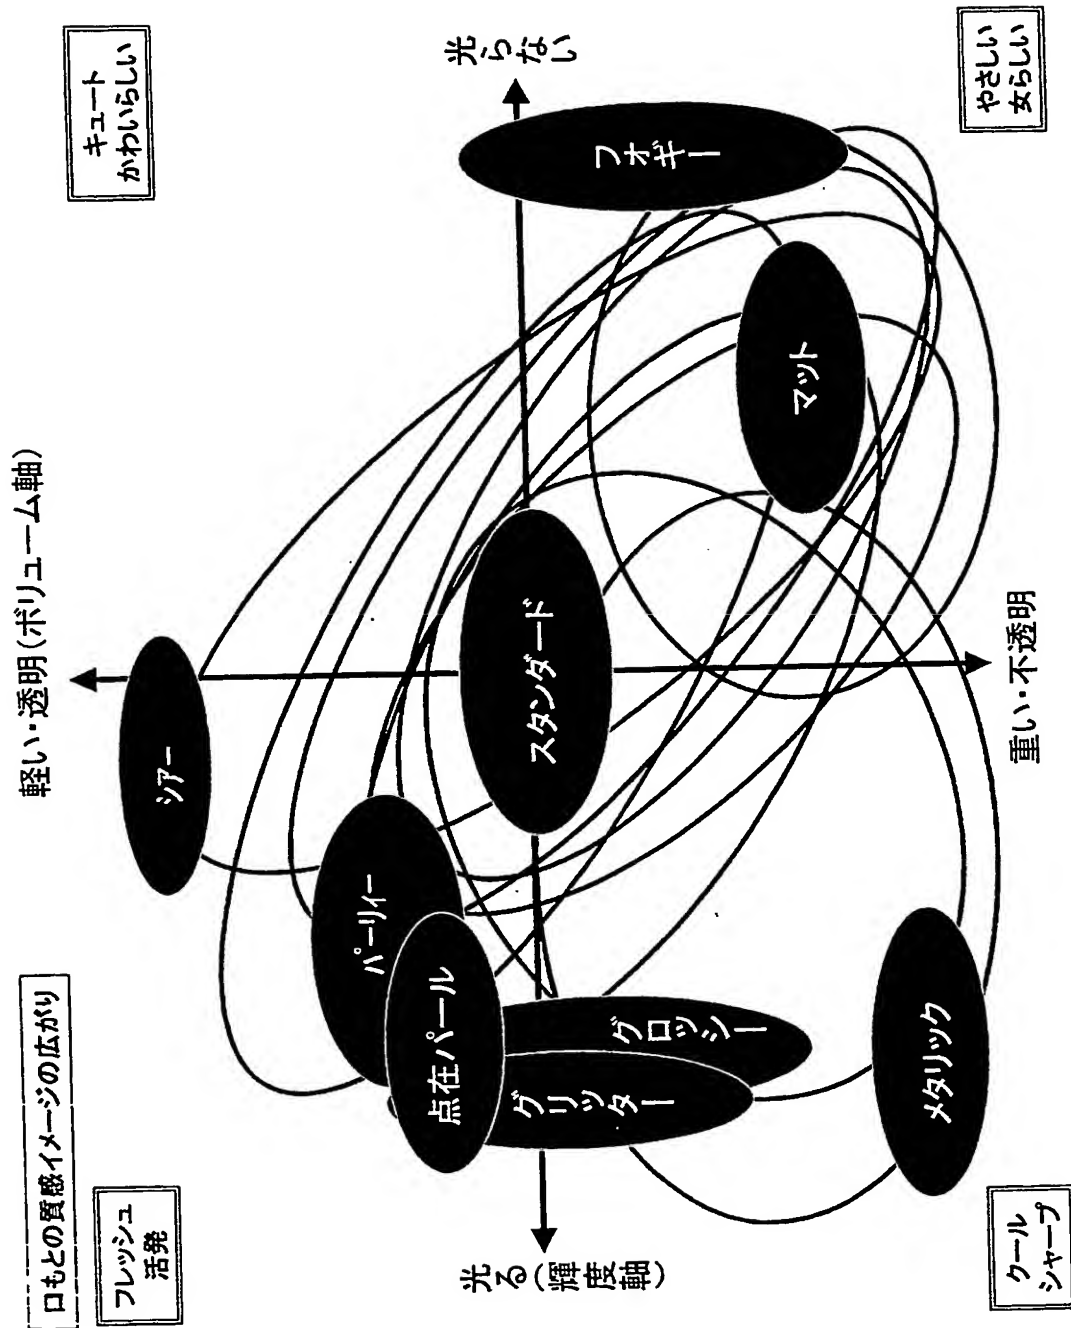 口もとの質感イメージの広がり
軽い・透明(ボリューム軸)
フレッシュ
活発
キュート
かわいらしい
シアー
パーリィー
点在パール
スタンダード
フォギー
光る(輝度軸)
光らない
グリッター
グロッシー
マット
メタリック
クール
シャープ
重い・不透明
やさしい
女らしい